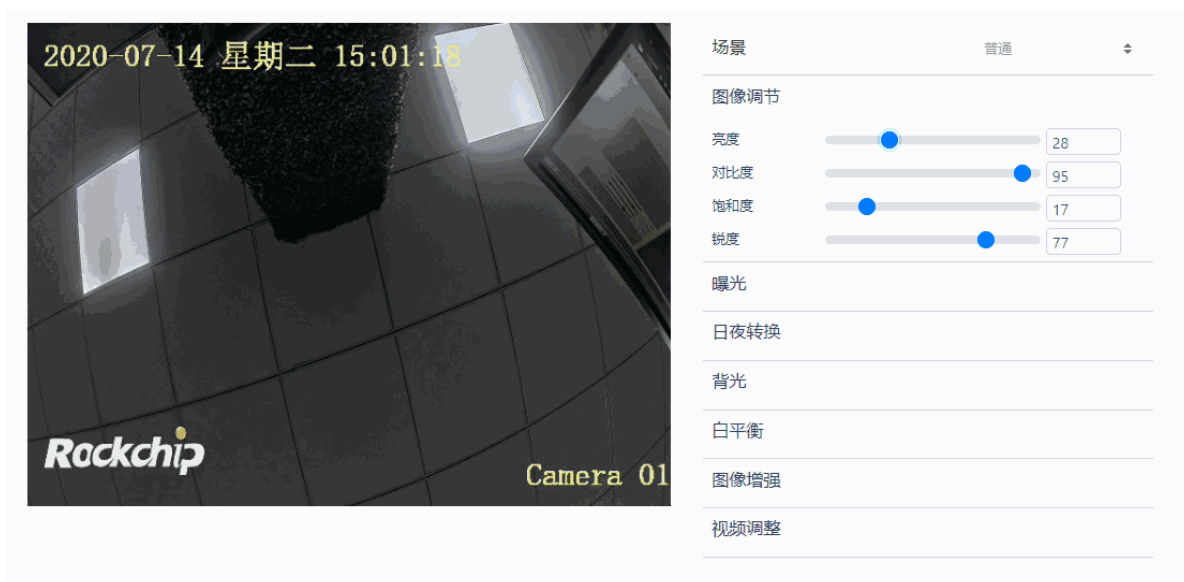 2020-07-14 星期二 15:01:18
Rockchip
Camera 01
场景 普通
图像调节
亮度 28
对比度 95
饱和度 17
锐度 77
曝光
日夜转换
背光
白平衡
图像增强
视频调整